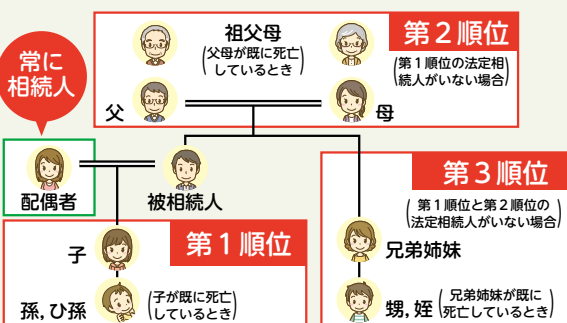 祖父母
(父母が既に死亡
しているとき)
第2順位
(第1順位の法定相
続人がいない場合)
常に
相続人
父
母
配偶者
被相続人
第3順位
(第1順位と第2順位の
法定相続人がいない場合)
子
第1順位
兄弟姉妹
孫,ひ孫
(子が既に死亡
しているとき)
甥,姪
(兄弟姉妹が既に
死亡しているとき)